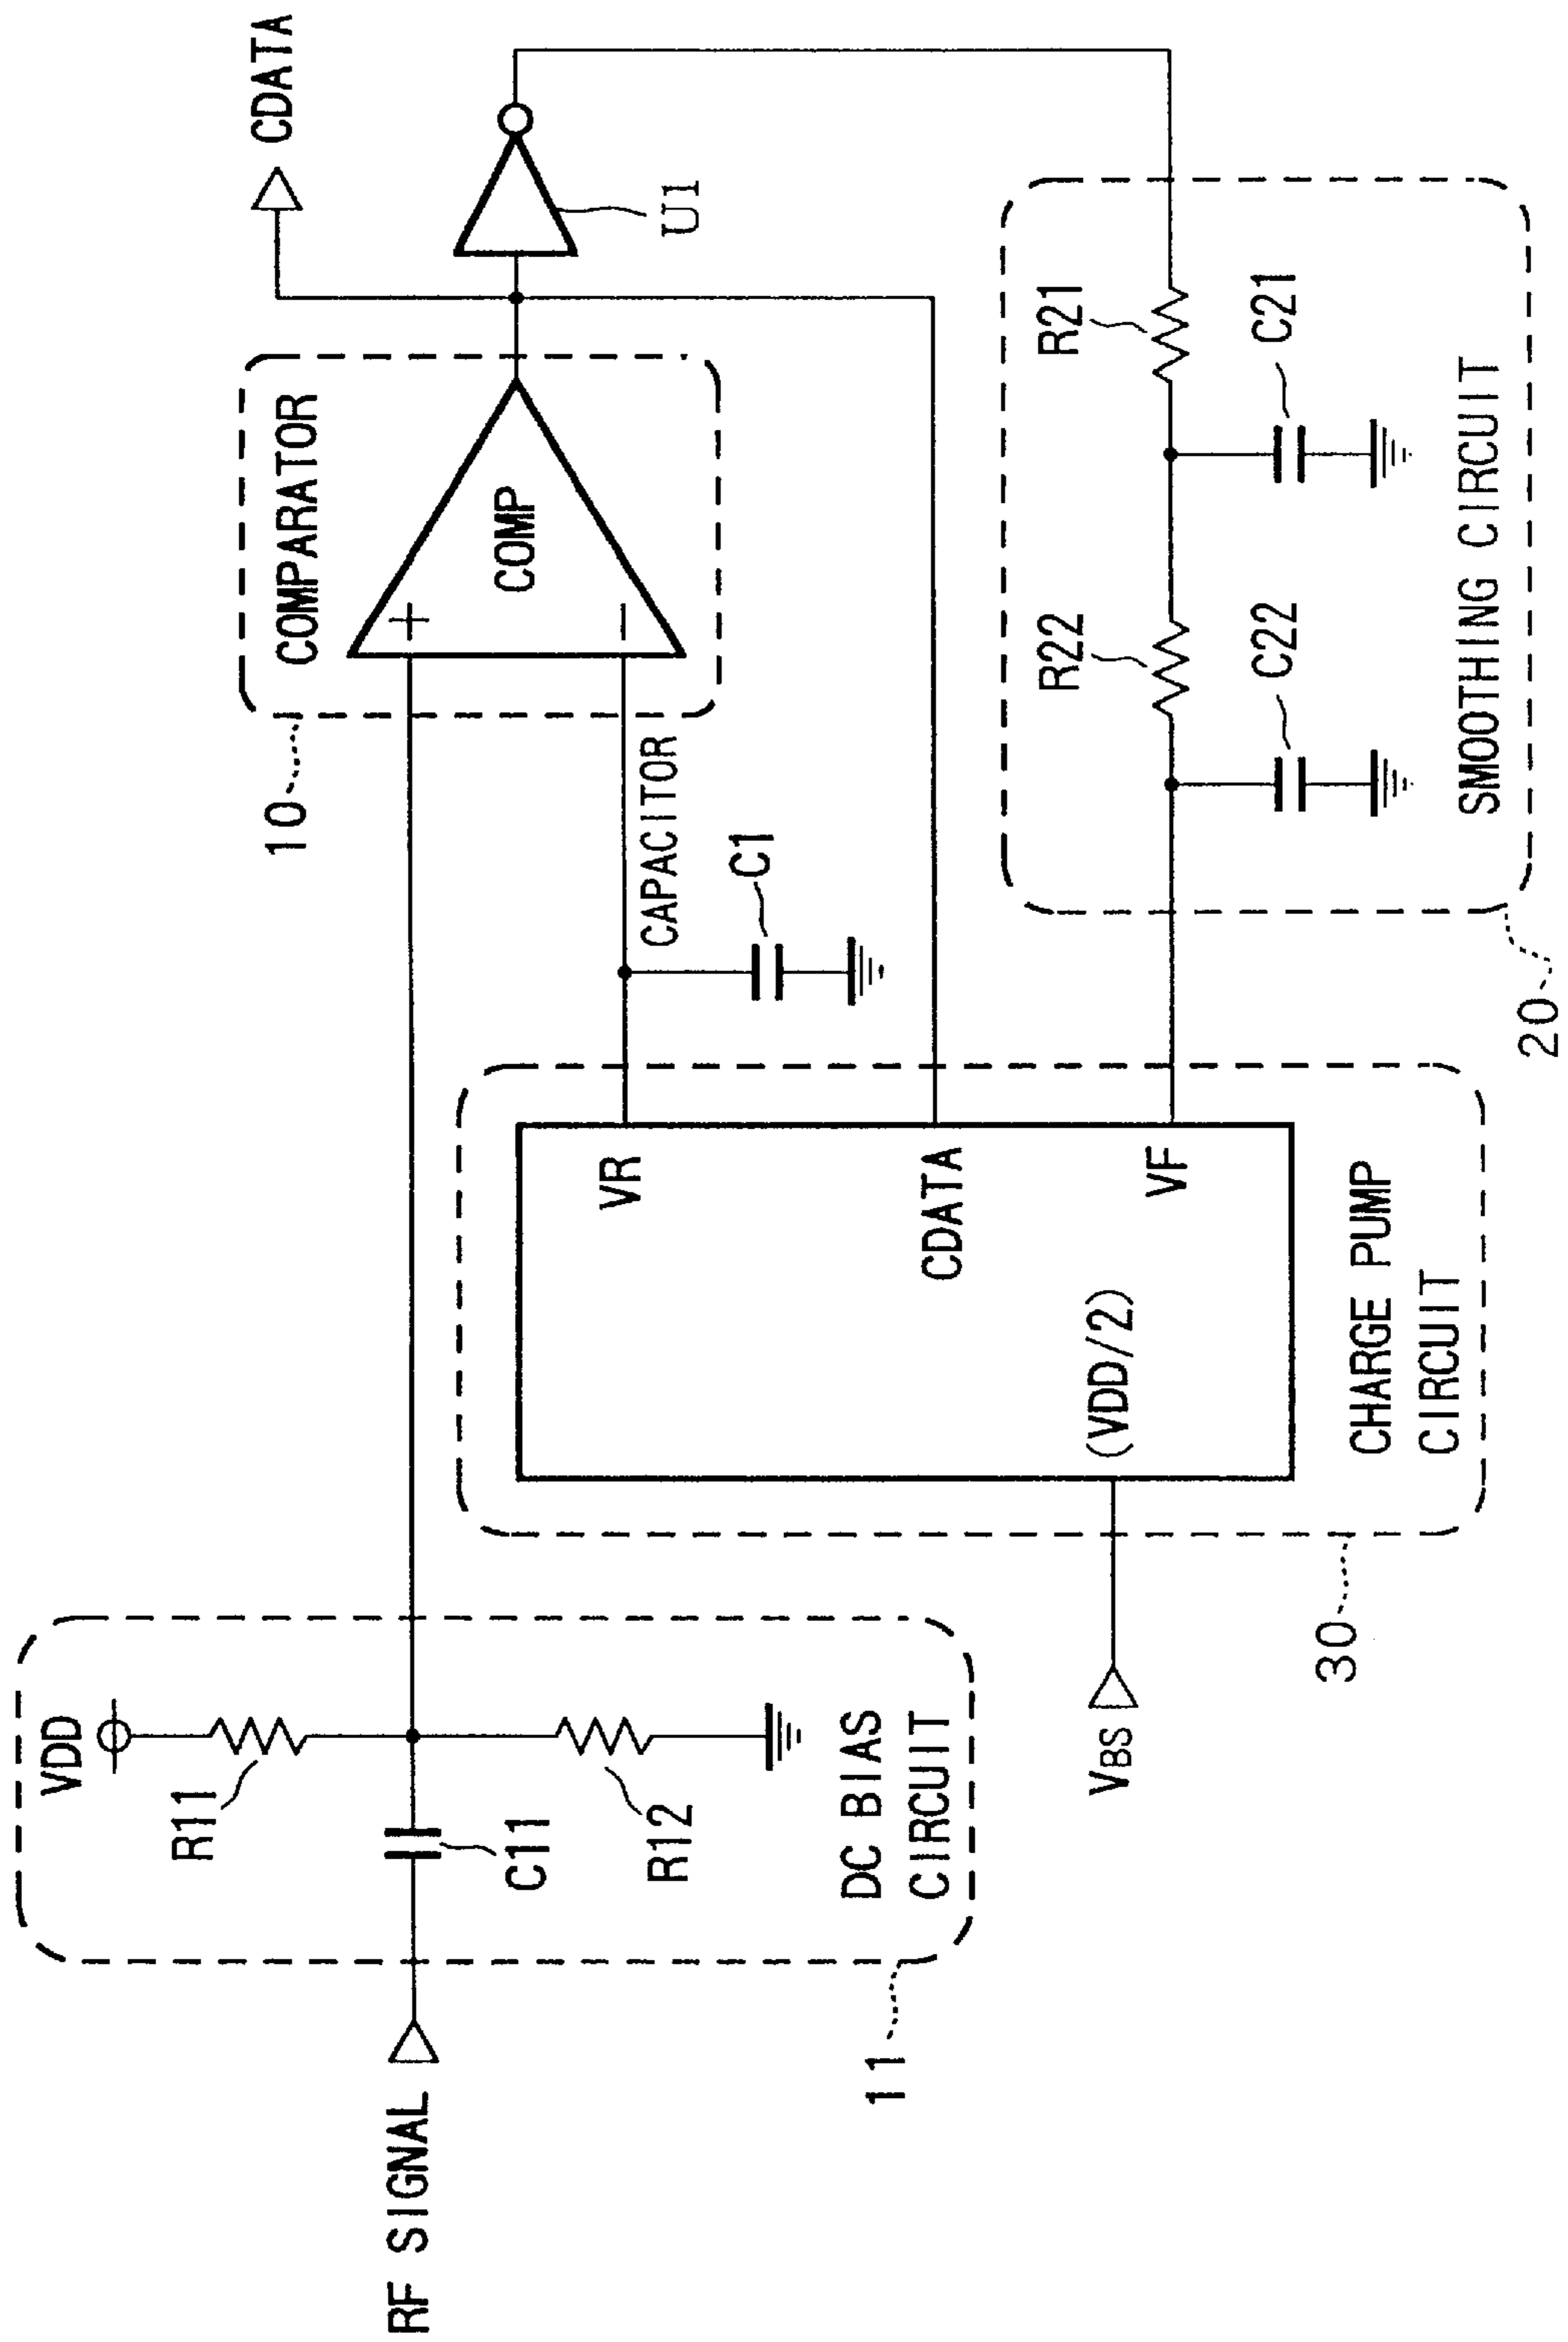 RF SIGNAL
11
DC BIAS
CIRCUIT
VDD
R11
C11
R12
VBS
30
CHARGE PUMP
CIRCUIT
(VDD/2)
VR
CDATA
VF
C1
CAPACITOR
10
COMPARATOR
COMP
+
−
CDATA
U1
20
SMOOTHING CIRCUIT
R22
C22
R21
C21